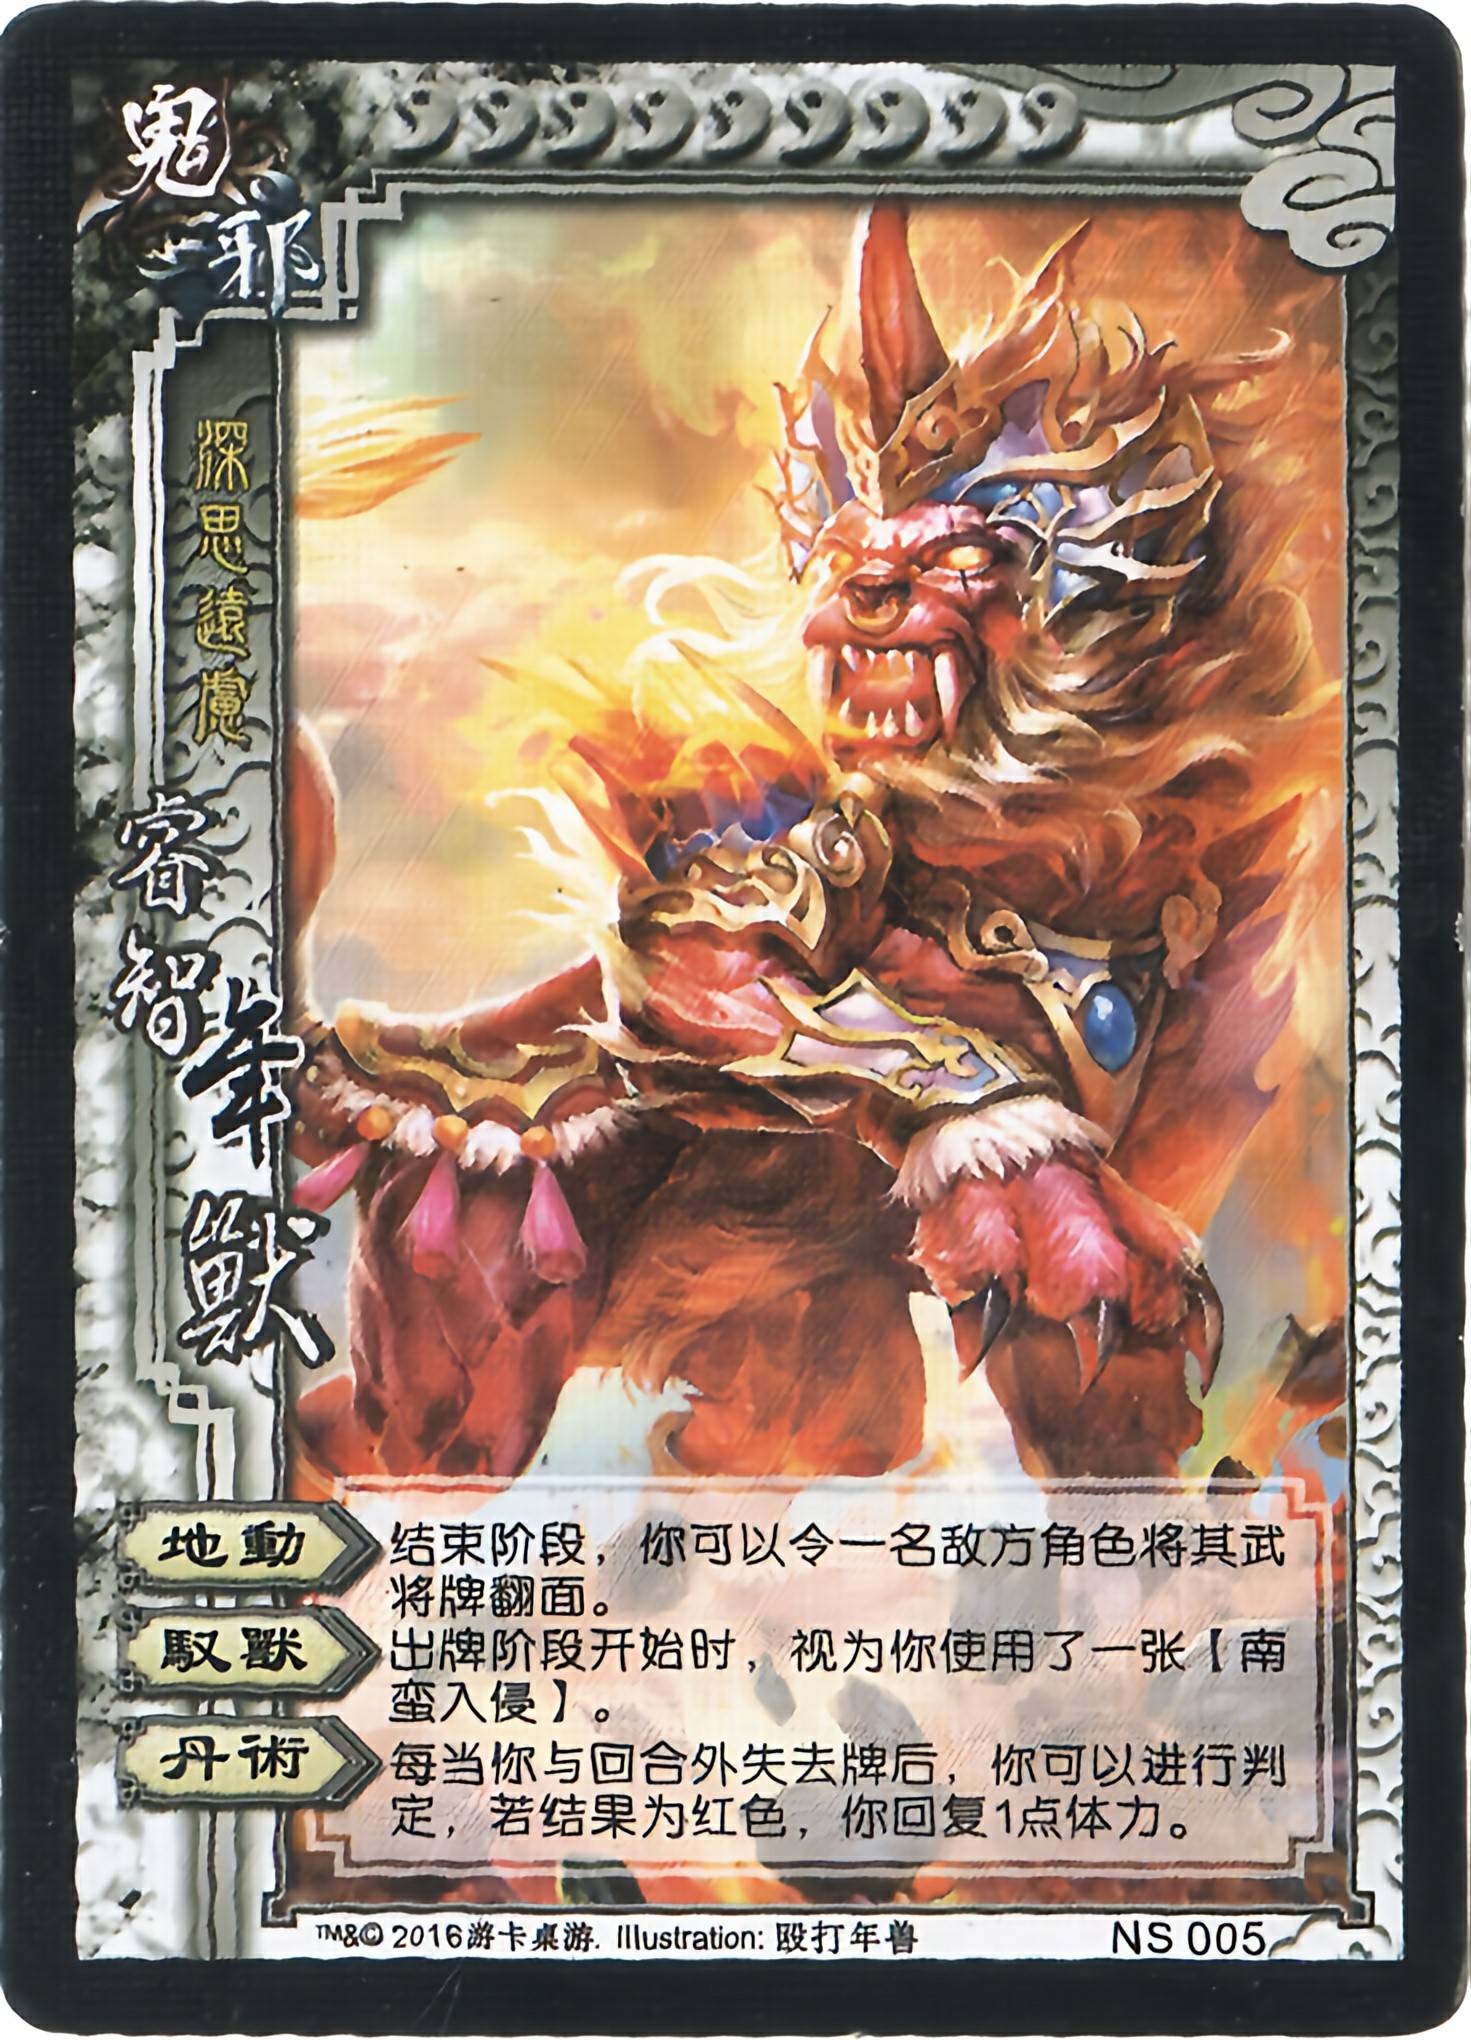 鬼
邪
深思遠慮
睿智年獸
地動
结束阶段，你可以令一名敌方角色将其武
将牌翻面。
馭獸
出牌阶段开始时，视为你使用了一张【南
蛮入侵】。
丹術
每当你与回合外失去牌后，你可以进行判
定，若结果为红色，你回复1点体力。
™&© 2016游卡桌游. Illustration: 殴打年兽
NS 005